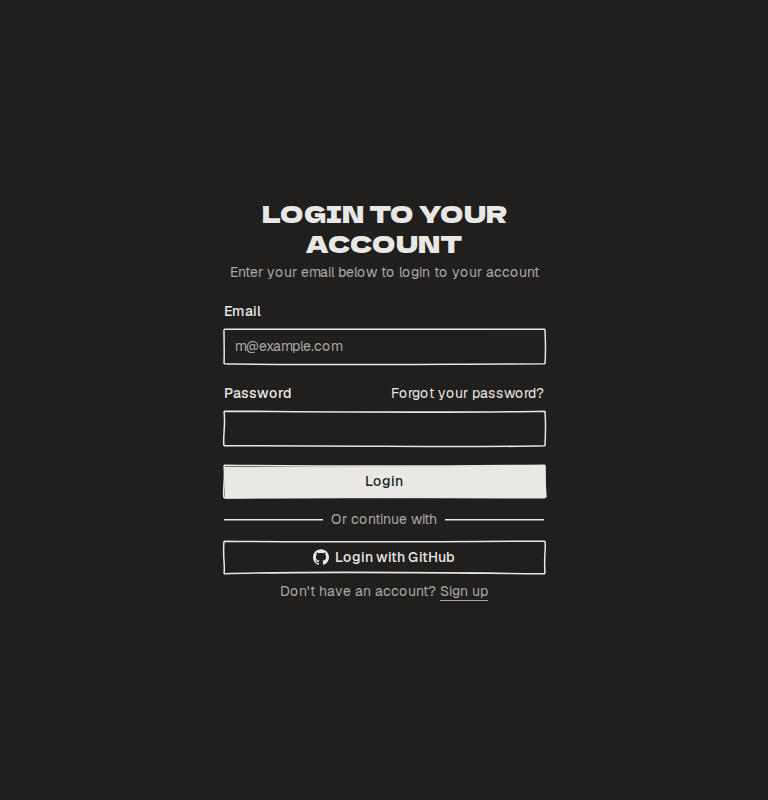 LOGIN TO YOUR
ACCOUNT
Enter your email below to login to your account
Email
m@example.com
Password
Forgot your password?
Login
Or continue with
Login with GitHub
Don't have an account? Sign up